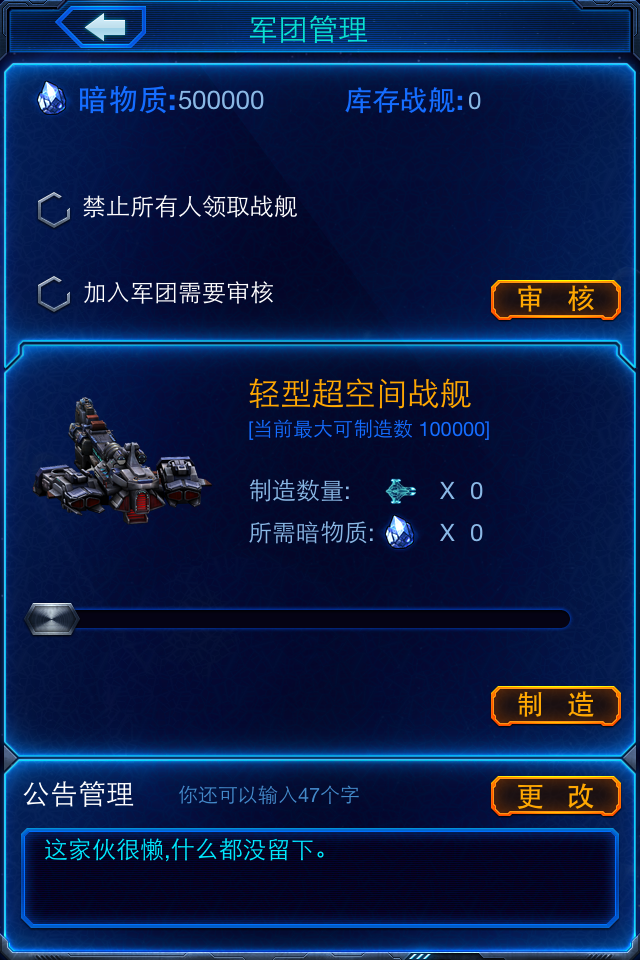 军团管理
暗物质:500000 库存战舰:0
禁止所有人领取战舰
加入军团需要审核 审 核
轻型超空间战舰
[当前最大可制造数 100000]
制造数量: X 0
所需暗物质: X 0
制 造
公告管理 你还可以输入47个字 更 改
这家伙很懒,什么都没留下。